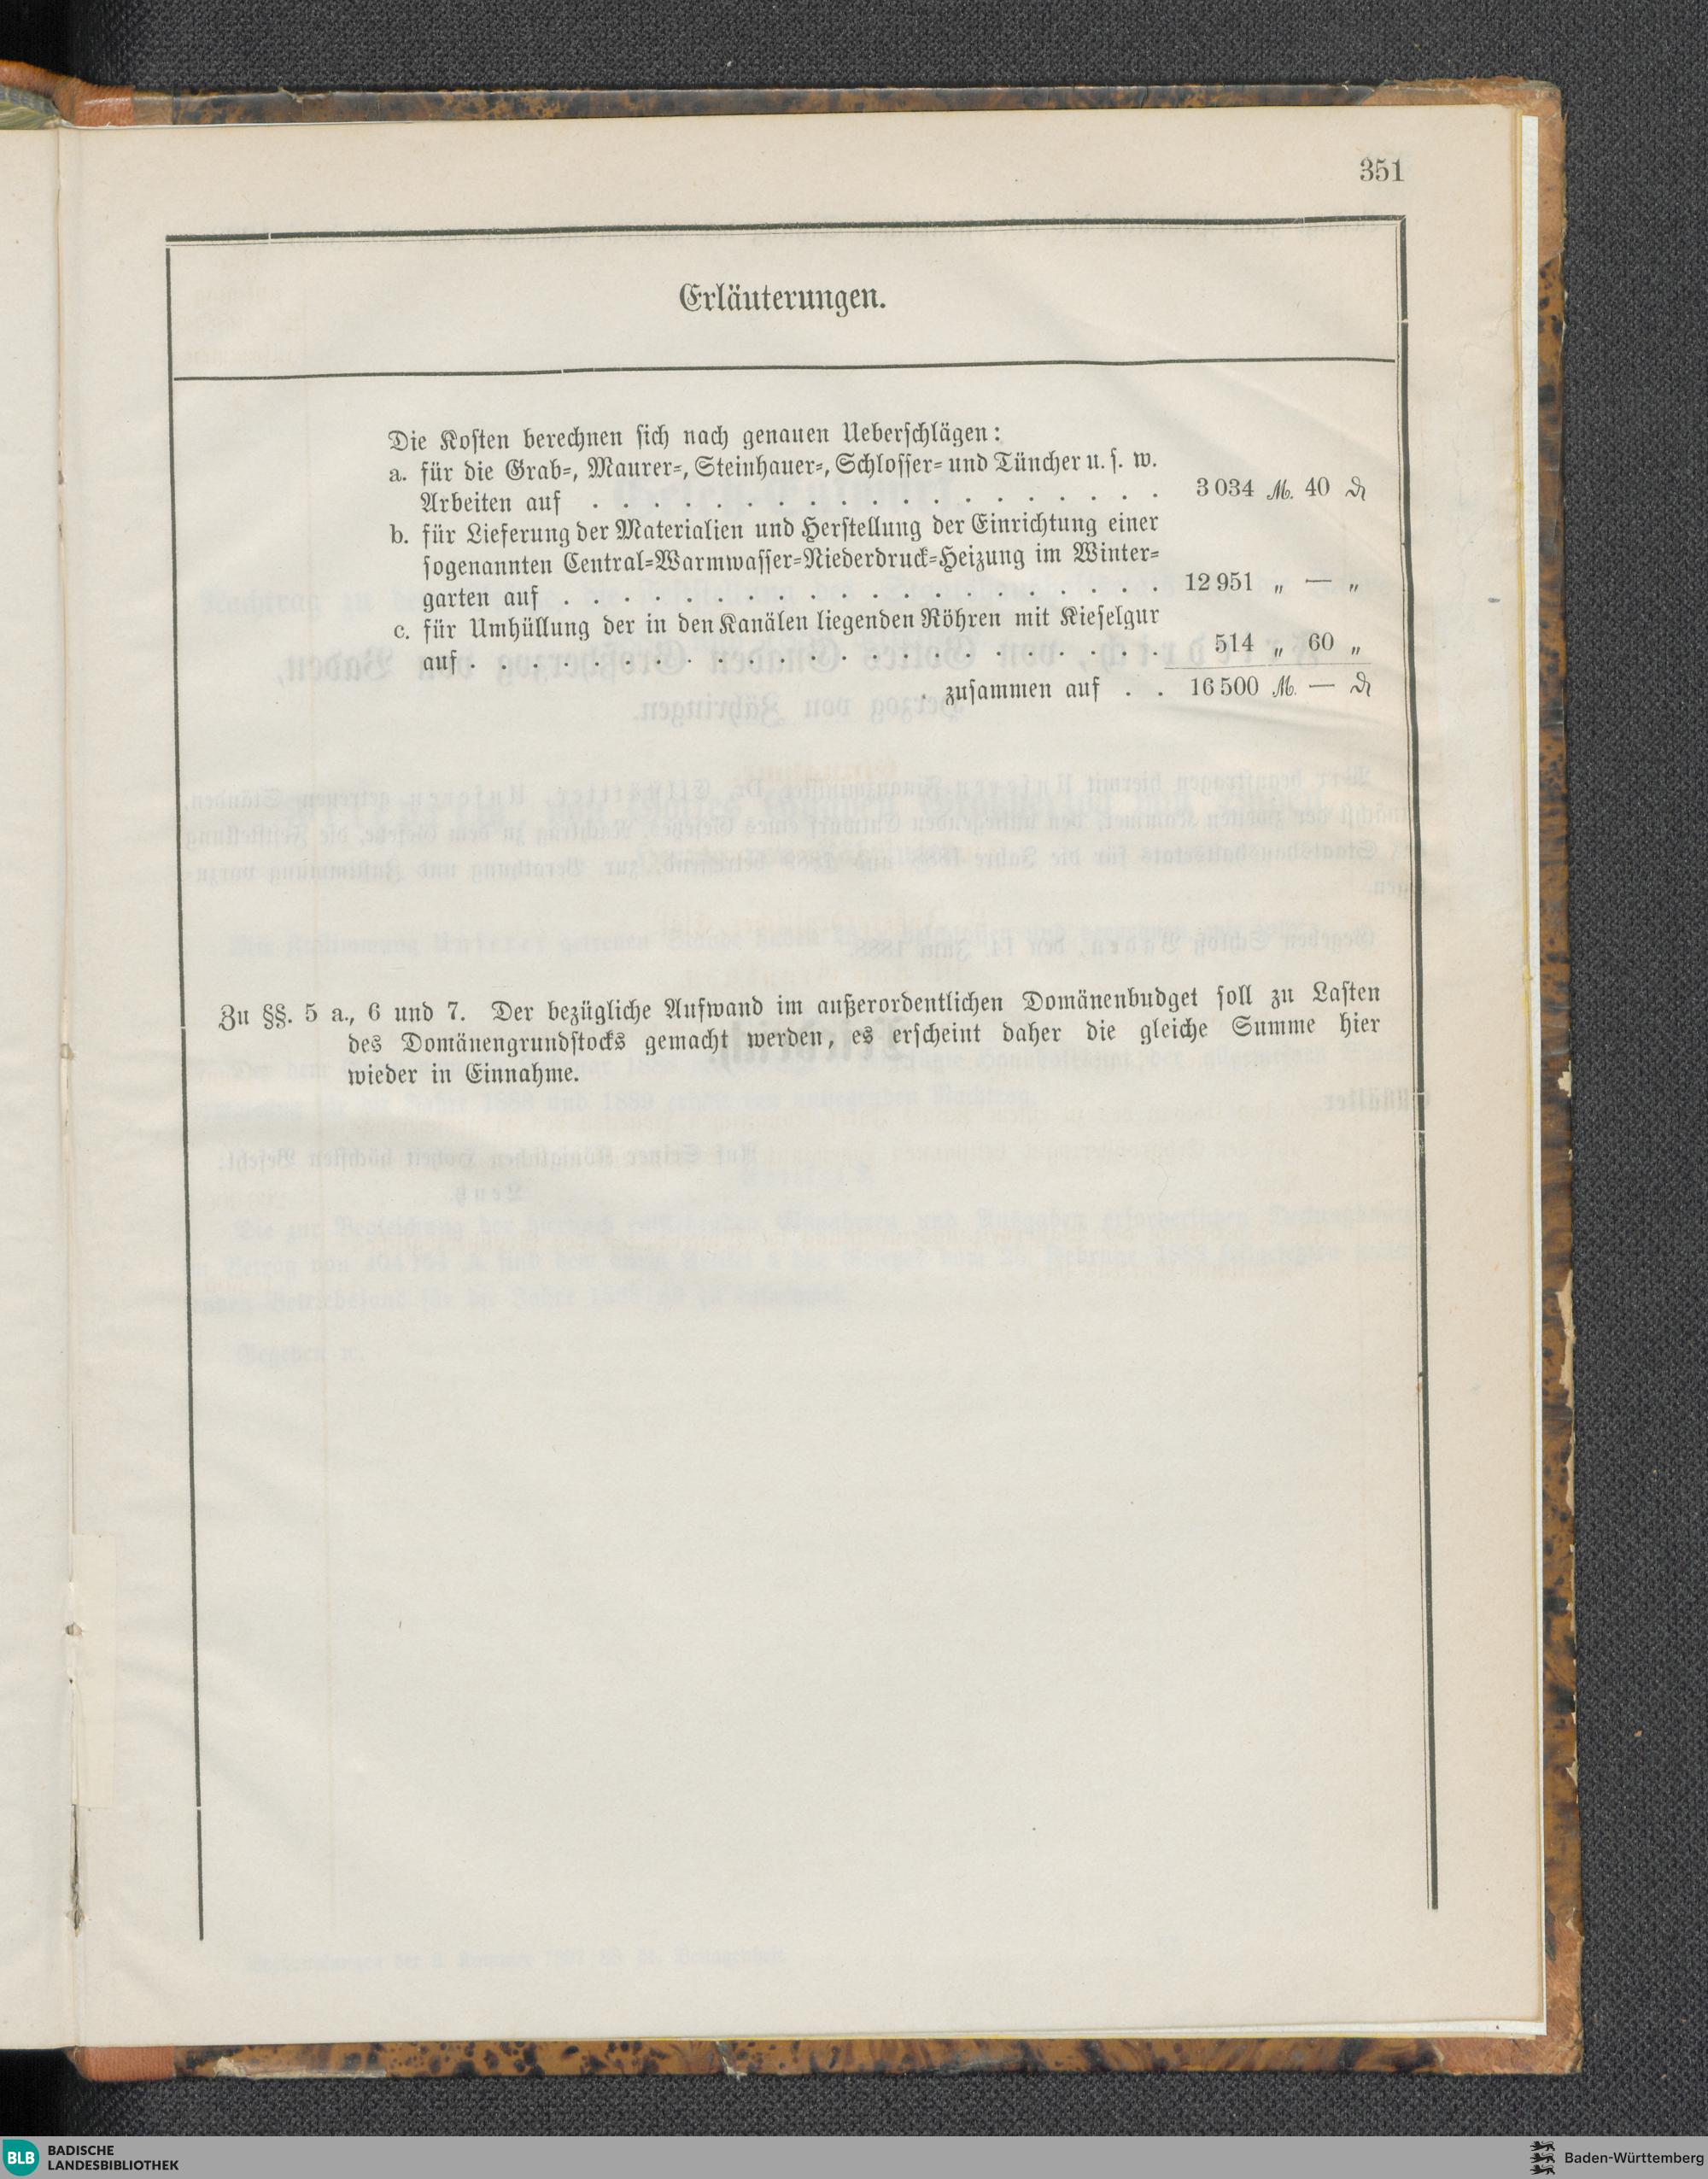 351
Erläuterungen.
Die Kosten berechnen sich nach genauen Ueberschlägen:
a. für die Grab-, Maurer-, Steinhauer-, Schlosser- und Tüncher u. s. w.
Arbeiten auf . . . . . . . . . . . . . . . . . . . 3 034 ℳ. 40 ₰
b. für Lieferung der Materialien und Herstellung der Einrichtung einer
sogenannten Central-Warmwasser-Niederdruck-Heizung im Winter-
garten auf . . . . . . . . . . . . . . . . . . . . 12 951 „ — „
c. für Umhüllung der in den Kanälen liegenden Röhren mit Kieselgur
auf . . . . . . . . . . . . . . . . . . . . . . . 514 „ 60 „
zusammen auf . . 16 500 ℳ. — ₰
Zu §§. 5 a., 6 und 7. Der bezügliche Aufwand im außerordentlichen Domänenbudget soll zu Lasten
des Domänengrundstocks gemacht werden, es erscheint daher die gleiche Summe hier
wieder in Einnahme.
BLB BADISCHE
LANDESBIBLIOTHEK
Baden-Württemberg